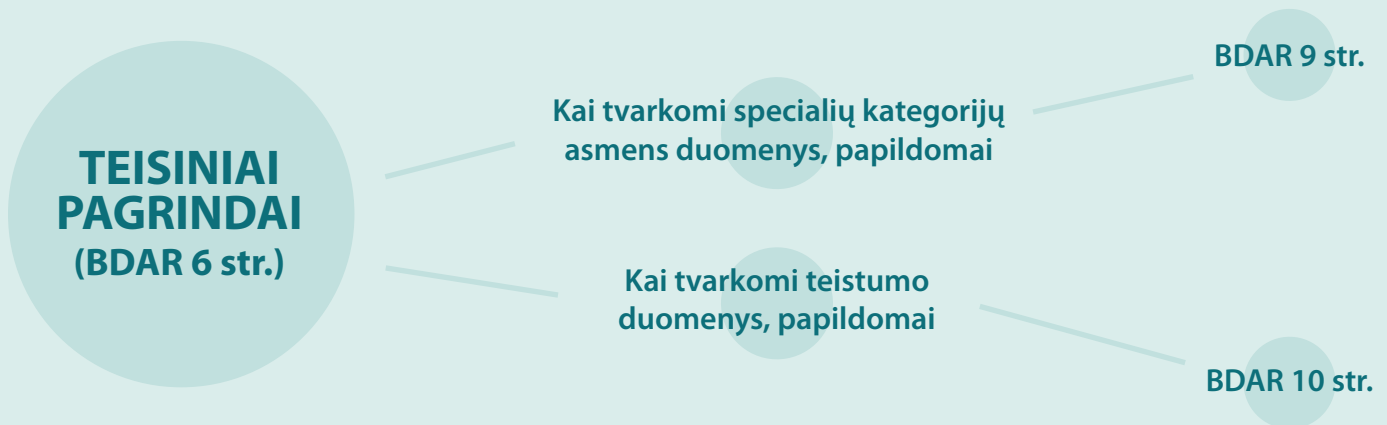 TEISINIAI
PAGRINDAI
(BDAR 6 str.)
Kai tvarkomi specialių kategorijų
asmens duomenys, papildomai
BDAR 9 str.
Kai tvarkomi teistumo
duomenys, papildomai
BDAR 10 str.